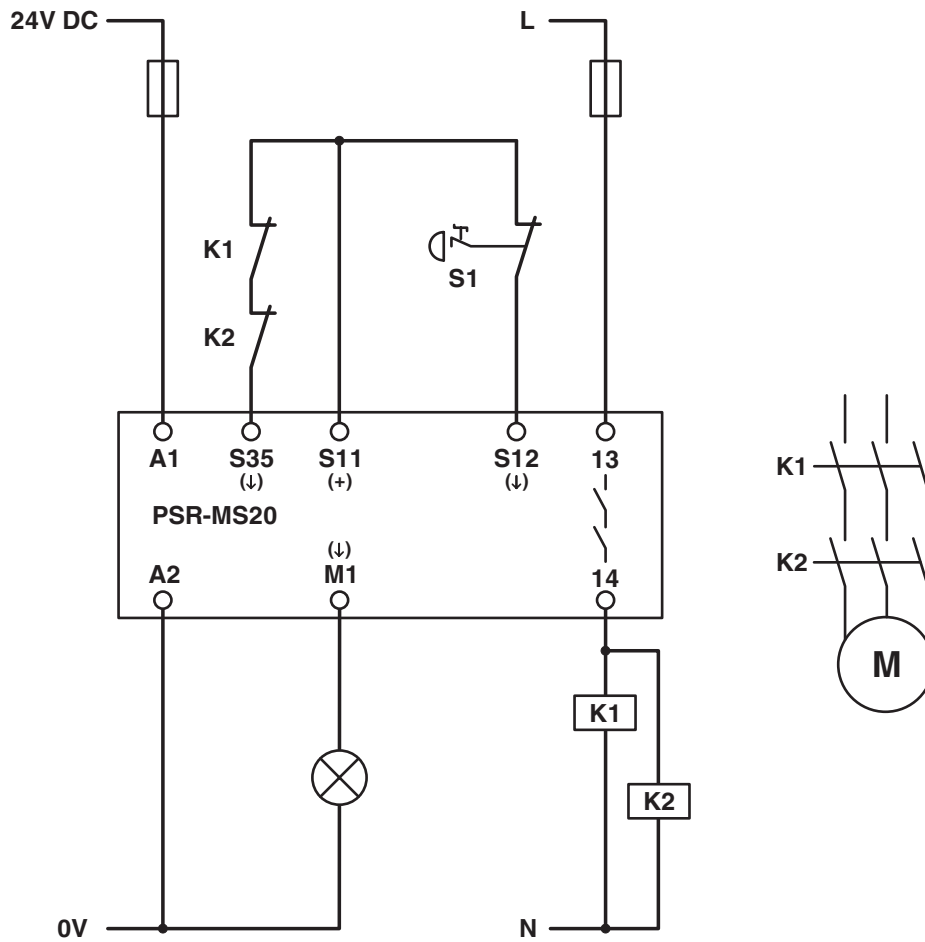 24V DC
L
K1
K2
S1
A1 S35 S11 S12 13
(↓) (+) (↓)
PSR-MS20
(↓)
A2 M1 14
K1
K2
0V
N
K1
K2
M